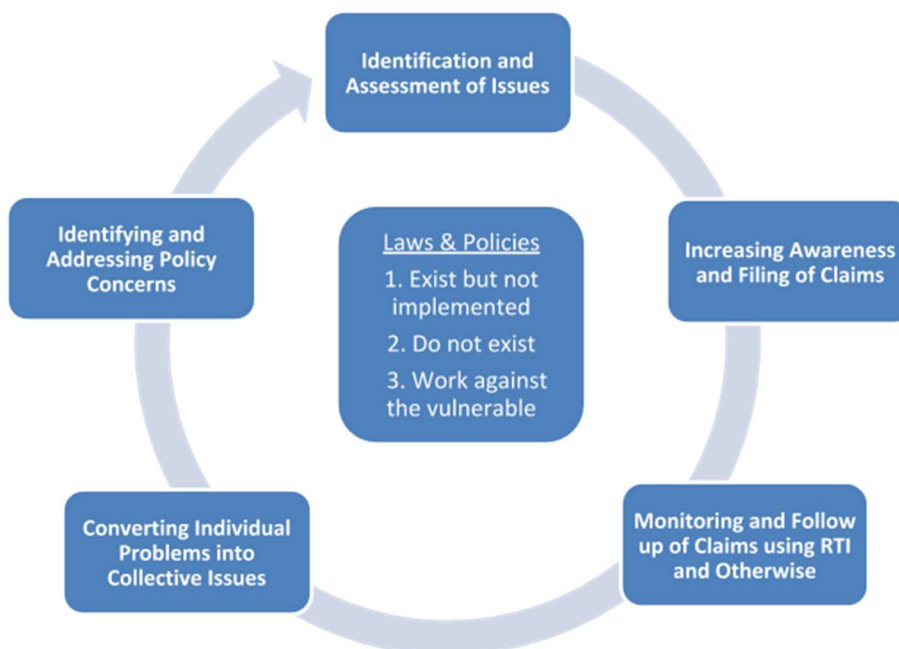 Identification and
Assessment of Issues
Increasing Awareness
and Filing of Claims
Monitoring and Follow
up of Claims using RTI
and Otherwise
Converting Individual
Problems into
Collective Issues
Identifying and
Addressing Policy
Concerns
Laws & Policies
1. Exist but not
implemented
2. Do not exist
3. Work against
the vulnerable